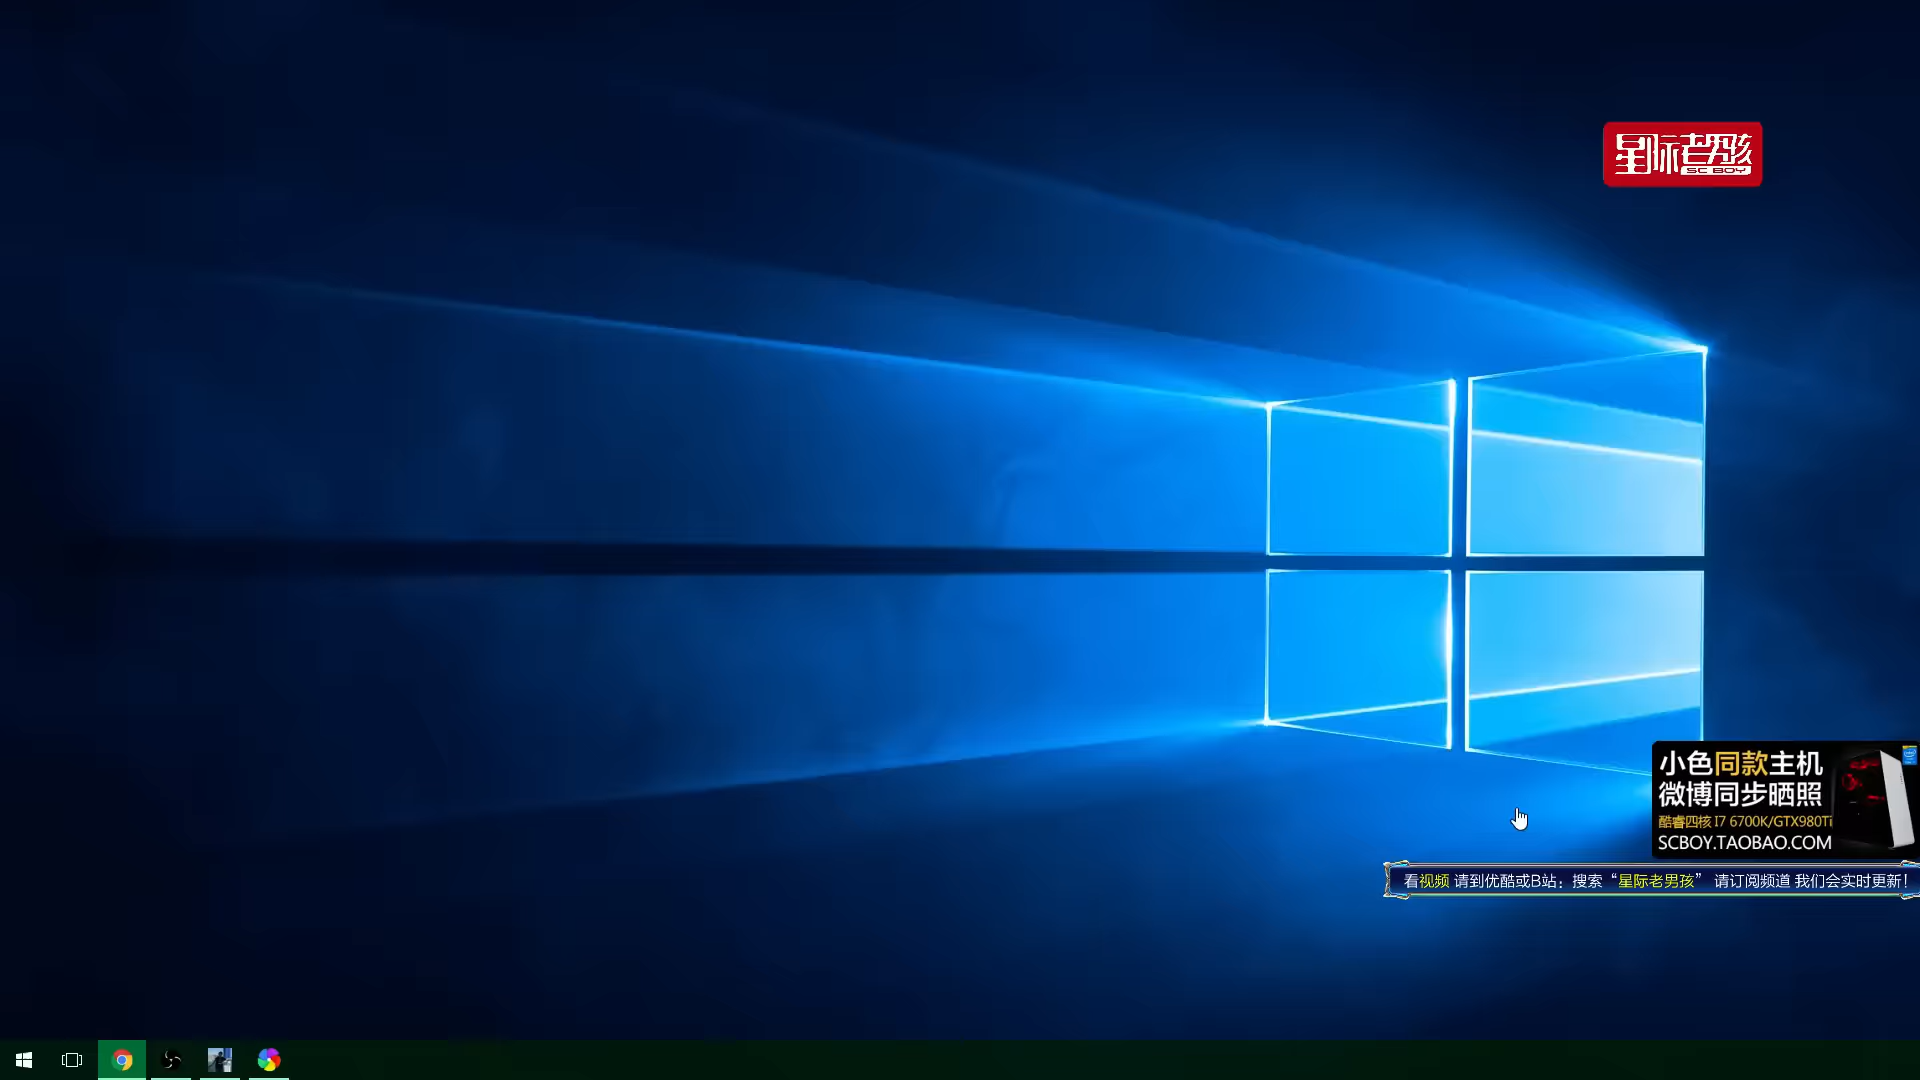 星际老男孩
SC BOY
小色同款主机
微博同步晒照
酷睿四核 I7 6700K/GTX980Ti
SCBOY.TAOBAO.COM
看视频 请到优酷或B站：搜索“星际老男孩” 请订阅频道 我们会实时更新！